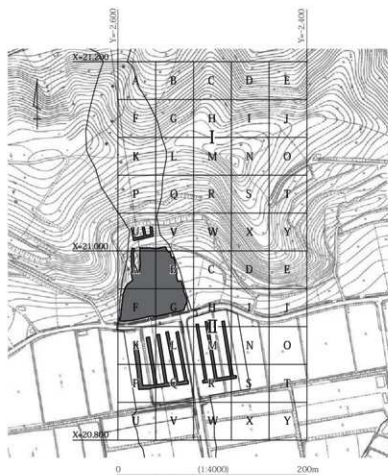 Y=-2.600
Y=-2.400
X=21.200
A B C D E
F G H I J
I
K L M N O
P Q R S T
U V W X Y
X=21.000
A B C D E
F G H I J
II
K L M N O
P Q R S T
U V W X Y
X=20.800
0 (1:4000) 200m